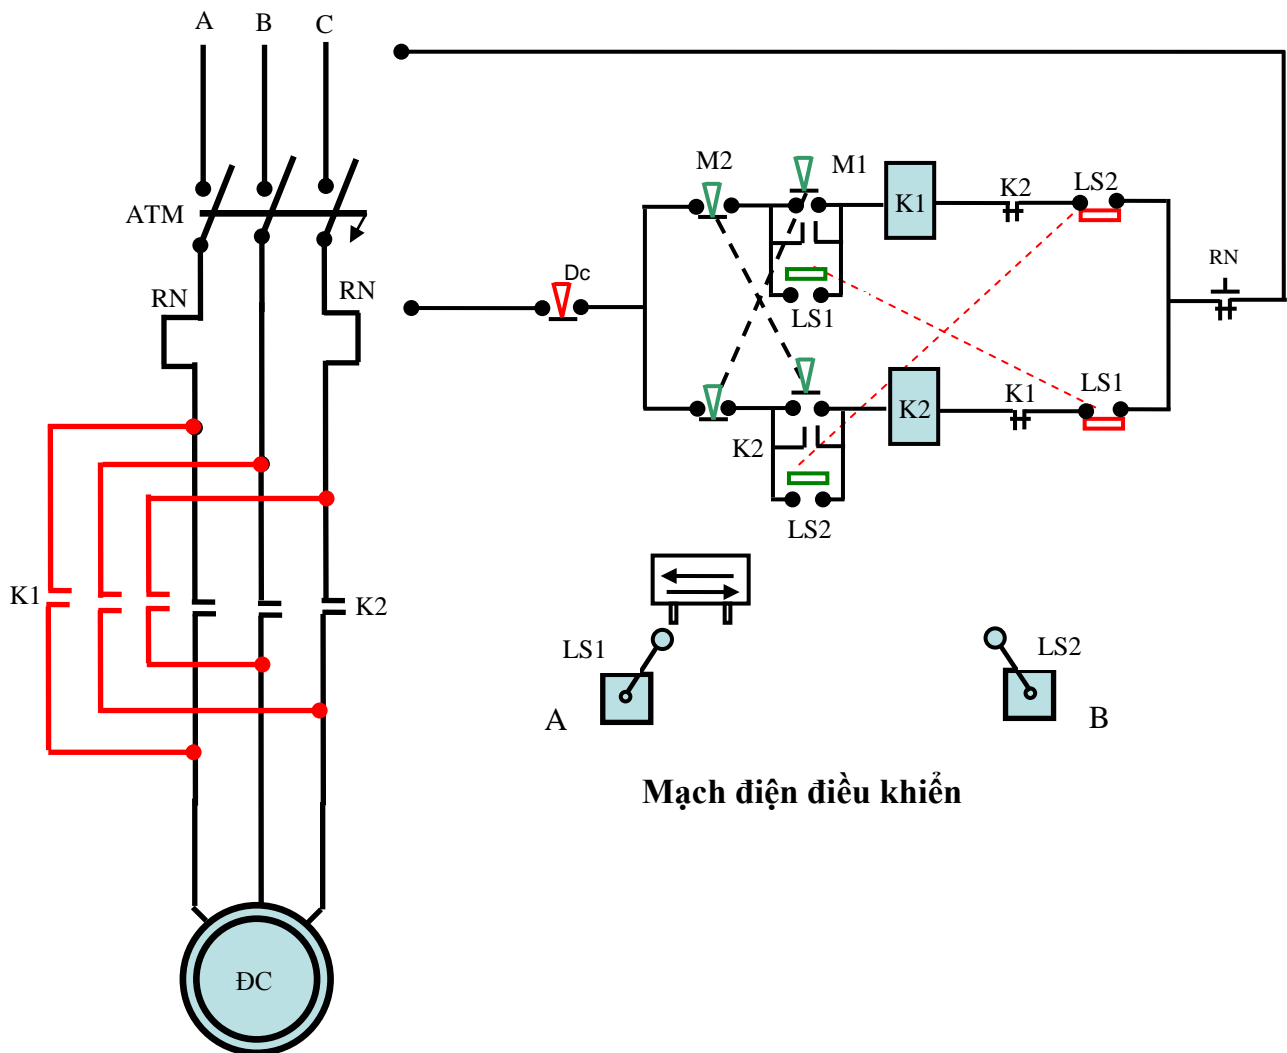 A B C
M2 M1 K1 K2 LS2
ATM
RN RN
Dc
RN
LS1
K2 K2 K1 LS1
LS2
K1 K2
LS1 LS2
A B
Mạch điện điều khiển
ĐC